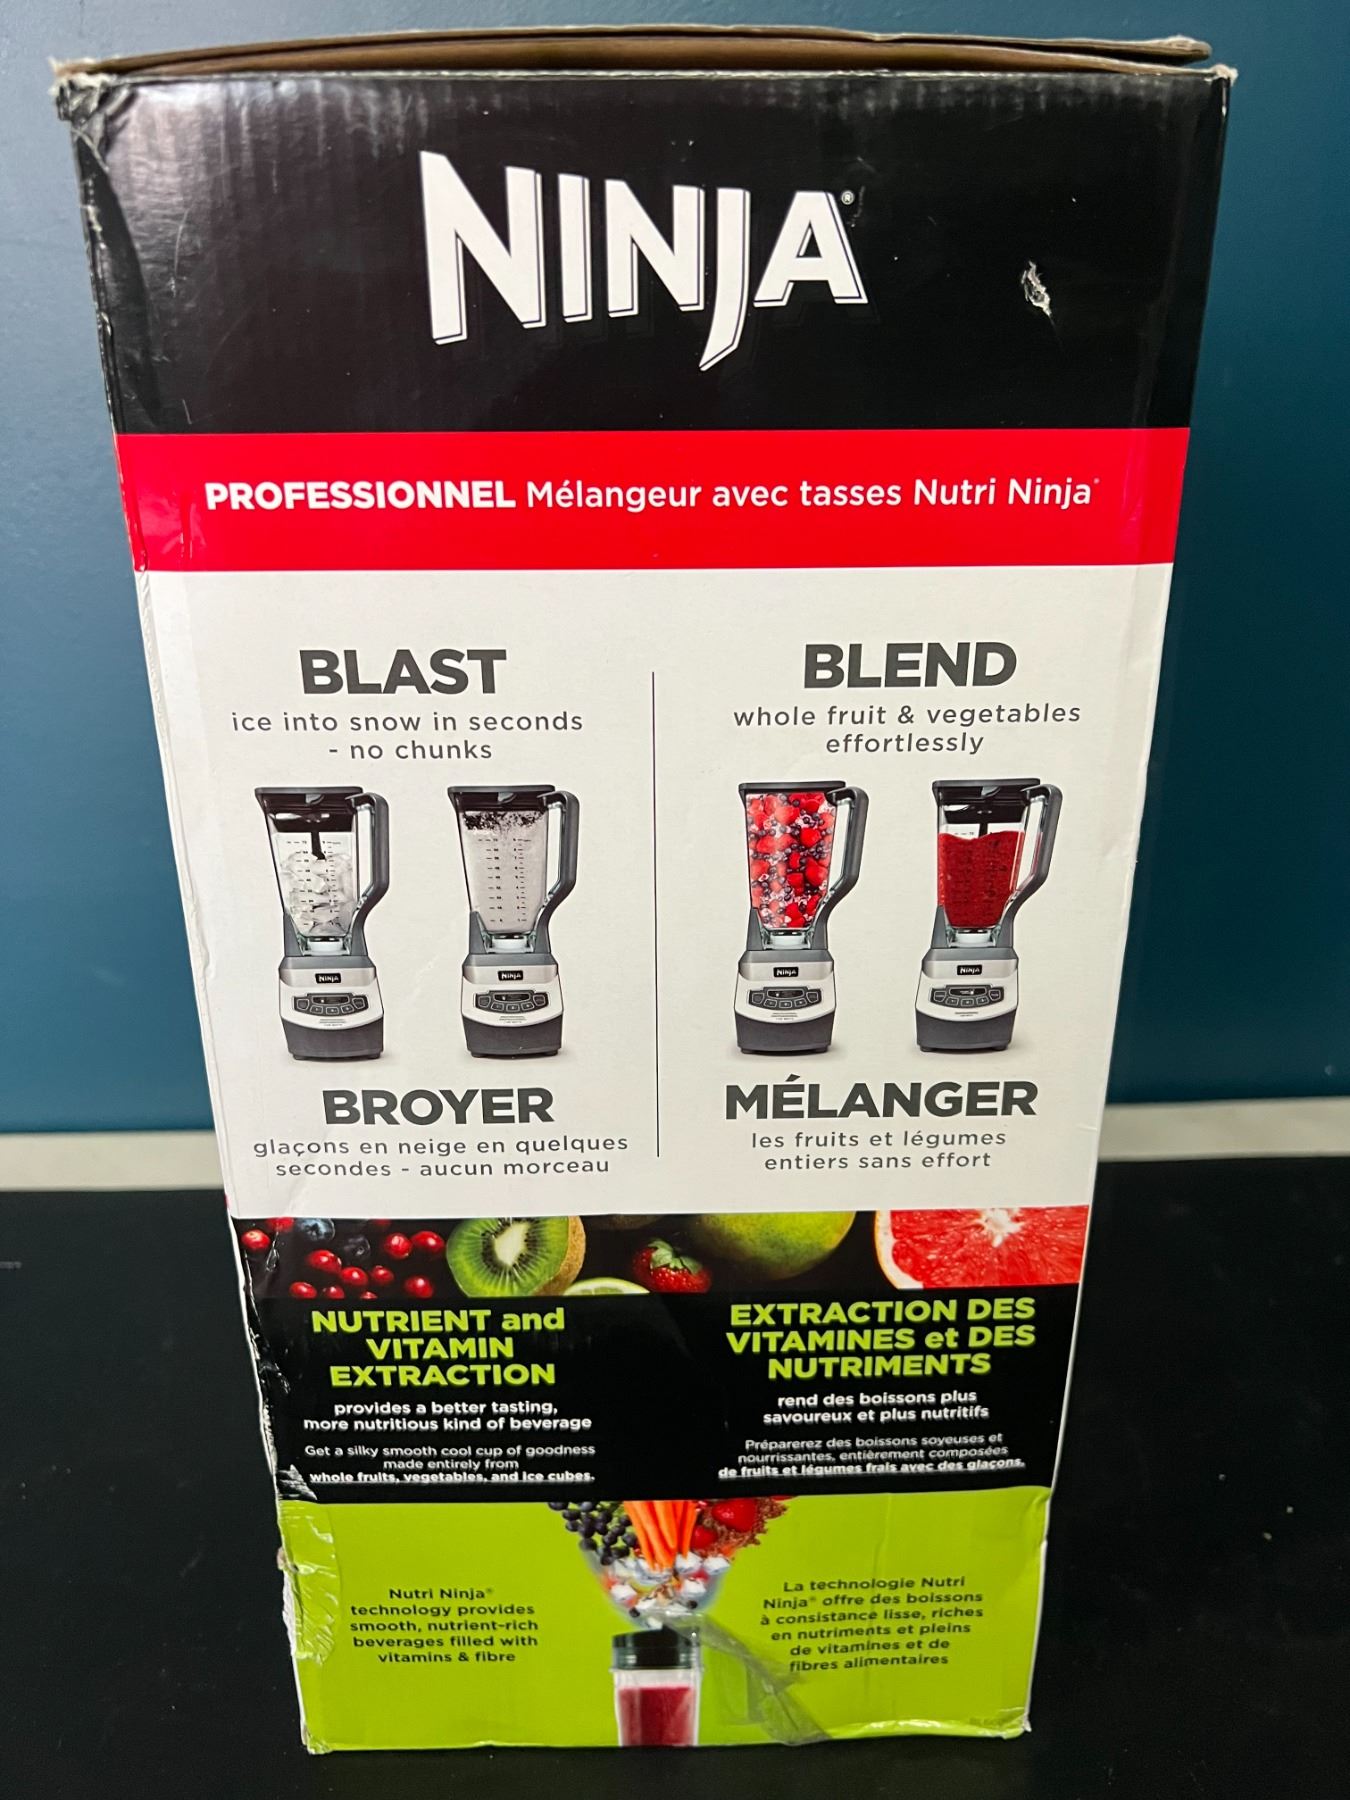 NINJA®
PROFESSIONNEL Mélangeur avec tasses Nutri Ninja®
BLAST
ice into snow in seconds
- no chunks
BLEND
whole fruit & vegetables
effortlessly
NINJA
NINJA
NINJA
NINJA
BROYER
glaçons en neige en quelques
secondes - aucun morceau
MÉLANGER
les fruits et légumes
entiers sans effort
NUTRIENT and
VITAMIN
EXTRACTION
provides a better tasting,
more nutritious kind of beverage
Get a silky smooth cool cup of goodness
made entirely from
whole fruits, vegetables, and ice cubes.
EXTRACTION DES
VITAMINES et DES
NUTRIMENTS
rend des boissons plus
savoureux et plus nutritifs
Préparerez des boissons soyeuses et
nourrissantes, entièrement composées
de fruits et légumes frais avec des glaçons.
Nutri Ninja®
technology provides
smooth, nutrient-rich
beverages filled with
vitamins & fibre
La technologie Nutri
Ninja® offre des boissons
à consistance lisse, riches
en nutriments et pleins
de vitamines et de
fibres alimentaires